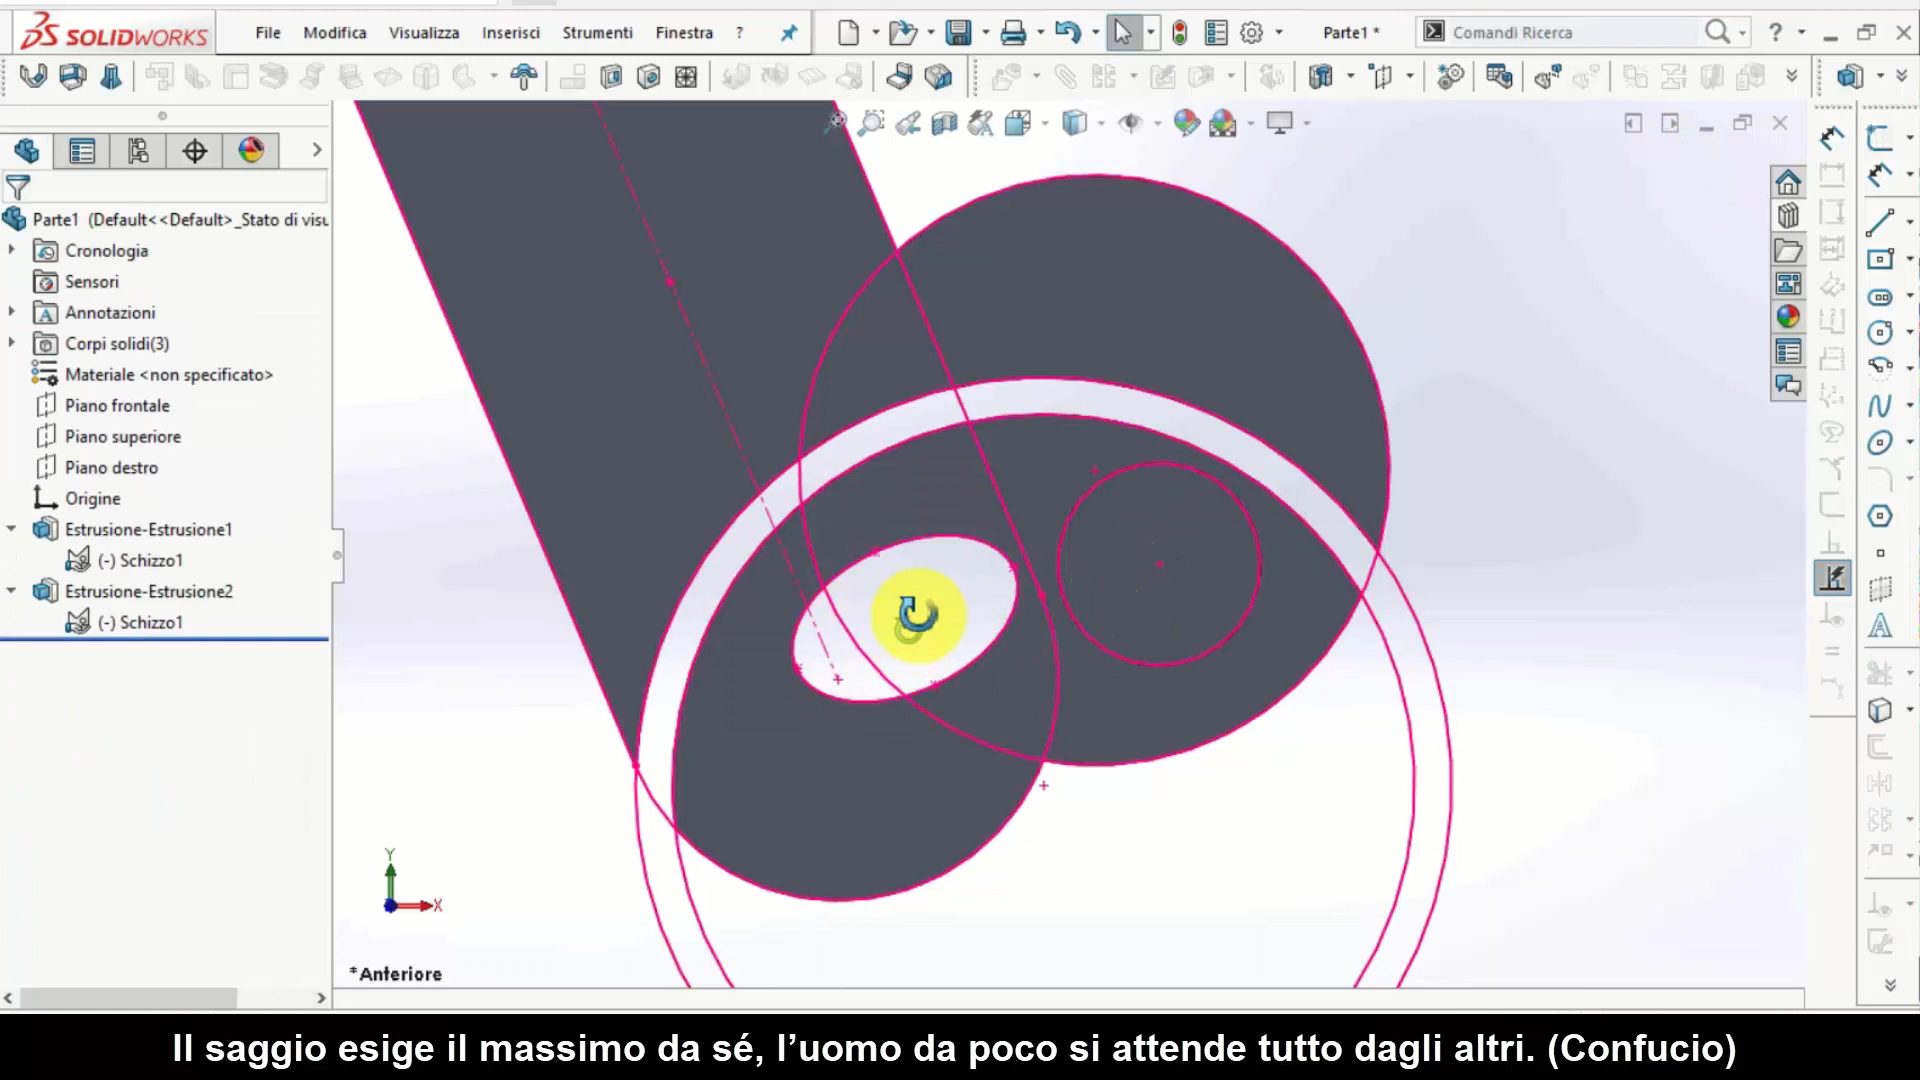 SOLIDWORKS
File Modifica Visualizza Inserisci Strumenti Finestra ?
Parte1 *
Comandi Ricerca
?
Parte1 (Default<<Default>_Stato di visu
Cronologia
Sensori
Annotazioni
Corpi solidi(3)
Materiale <non specificato>
Piano frontale
Piano superiore
Piano destro
Origine
Estrusione-Estrusione1
(-) Schizzo1
Estrusione-Estrusione2
(-) Schizzo1
Y
X
*Anteriore
Il saggio esige il massimo da sé, l’uomo da poco si attende tutto dagli altri. (Confucio)